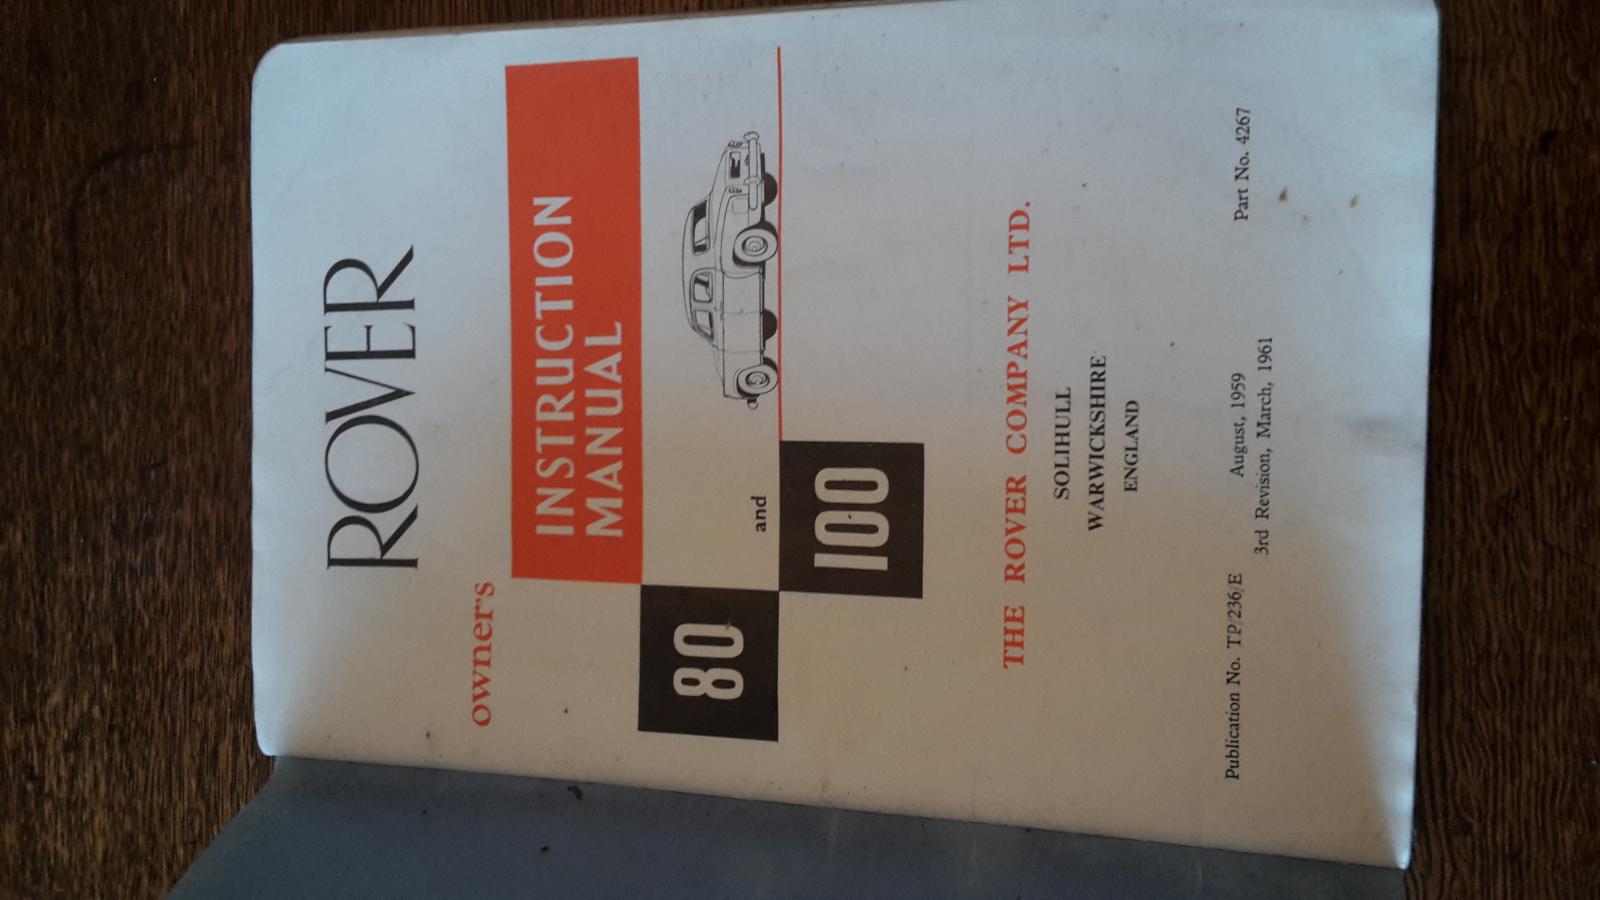 ROVER
owner's
INSTRUCTION
MANUAL
80
and
100
THE ROVER COMPANY LTD.
SOLIHULL
WARWICKSHIRE
ENGLAND
Publication No. TP/236/E August, 1959 Part No. 4267
3rd Revision, March, 1961